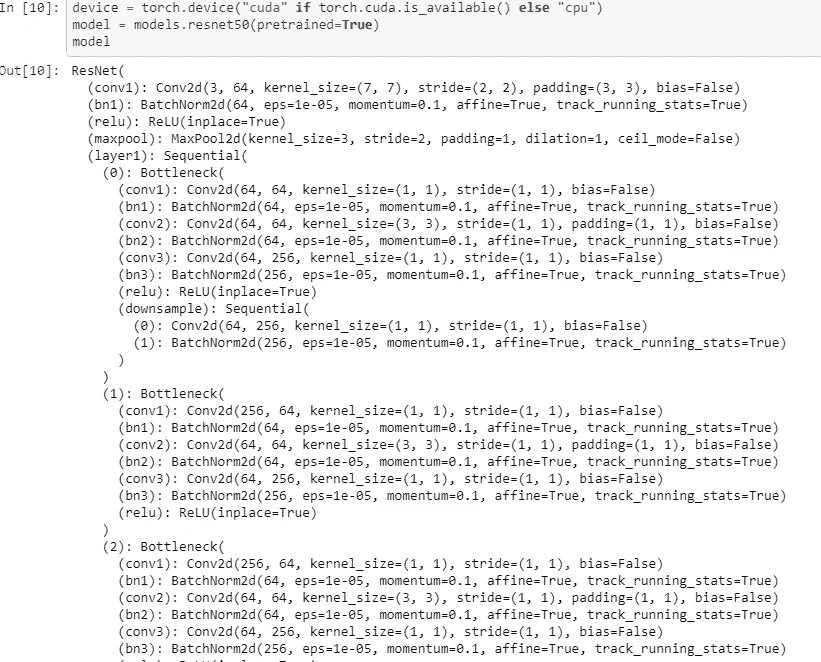 In [10]: device = torch.device("cuda" if torch.cuda.is_available() else "cpu")
model = models.resnet50(pretrained=True)
model
Out[10]: ResNet(
(conv1): Conv2d(3, 64, kernel_size=(7, 7), stride=(2, 2), padding=(3, 3), bias=False)
(bn1): BatchNorm2d(64, eps=1e-05, momentum=0.1, affine=True, track_running_stats=True)
(relu): ReLU(inplace=True)
(maxpool): MaxPool2d(kernel_size=3, stride=2, padding=1, dilation=1, ceil_mode=False)
(layer1): Sequential(
(0): Bottleneck(
(conv1): Conv2d(64, 64, kernel_size=(1, 1), stride=(1, 1), bias=False)
(bn1): BatchNorm2d(64, eps=1e-05, momentum=0.1, affine=True, track_running_stats=True)
(conv2): Conv2d(64, 64, kernel_size=(3, 3), stride=(1, 1), padding=(1, 1), bias=False)
(bn2): BatchNorm2d(64, eps=1e-05, momentum=0.1, affine=True, track_running_stats=True)
(conv3): Conv2d(64, 256, kernel_size=(1, 1), stride=(1, 1), bias=False)
(bn3): BatchNorm2d(256, eps=1e-05, momentum=0.1, affine=True, track_running_stats=True)
(relu): ReLU(inplace=True)
(downsample): Sequential(
(0): Conv2d(64, 256, kernel_size=(1, 1), stride=(1, 1), bias=False)
(1): BatchNorm2d(256, eps=1e-05, momentum=0.1, affine=True, track_running_stats=True)
)
)
(1): Bottleneck(
(conv1): Conv2d(256, 64, kernel_size=(1, 1), stride=(1, 1), bias=False)
(bn1): BatchNorm2d(64, eps=1e-05, momentum=0.1, affine=True, track_running_stats=True)
(conv2): Conv2d(64, 64, kernel_size=(3, 3), stride=(1, 1), padding=(1, 1), bias=False)
(bn2): BatchNorm2d(64, eps=1e-05, momentum=0.1, affine=True, track_running_stats=True)
(conv3): Conv2d(64, 256, kernel_size=(1, 1), stride=(1, 1), bias=False)
(bn3): BatchNorm2d(256, eps=1e-05, momentum=0.1, affine=True, track_running_stats=True)
(relu): ReLU(inplace=True)
)
(2): Bottleneck(
(conv1): Conv2d(256, 64, kernel_size=(1, 1), stride=(1, 1), bias=False)
(bn1): BatchNorm2d(64, eps=1e-05, momentum=0.1, affine=True, track_running_stats=True)
(conv2): Conv2d(64, 64, kernel_size=(3, 3), stride=(1, 1), padding=(1, 1), bias=False)
(bn2): BatchNorm2d(64, eps=1e-05, momentum=0.1, affine=True, track_running_stats=True)
(conv3): Conv2d(64, 256, kernel_size=(1, 1), stride=(1, 1), bias=False)
(bn3): BatchNorm2d(256, eps=1e-05, momentum=0.1, affine=True, track_running_stats=True)